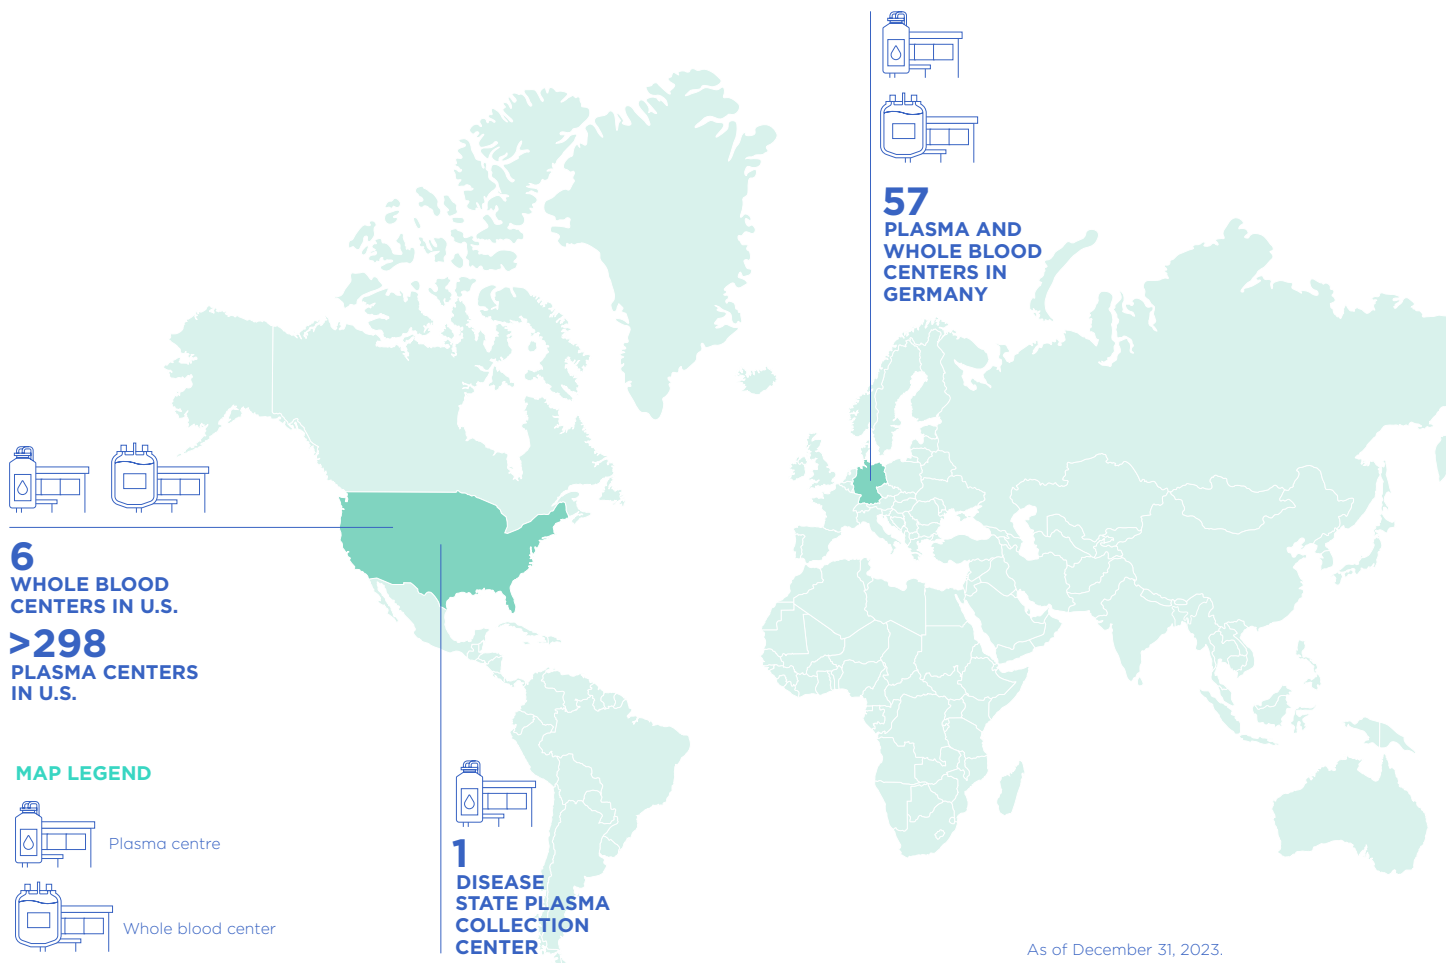 57
PLASMA AND
WHOLE BLOOD
CENTERS IN
GERMANY
6
WHOLE BLOOD
CENTERS IN U.S.
>298
PLASMA CENTERS
IN U.S.
MAP LEGEND
Plasma centre
Whole blood center
1
DISEASE
STATE PLASMA
COLLECTION
CENTER
As of December 31, 2023.